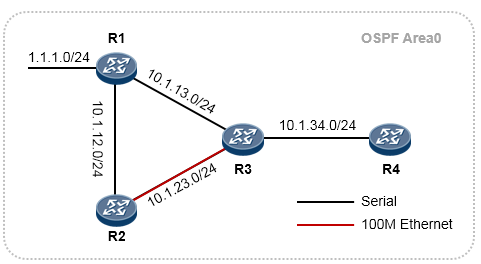 R1
OSPF Area0
1.1.1.0/24
10.1.13.0/24
10.1.12.0/24
10.1.34.0/24
R3
R4
10.1.23.0/24
R2
Serial
100M Ethernet